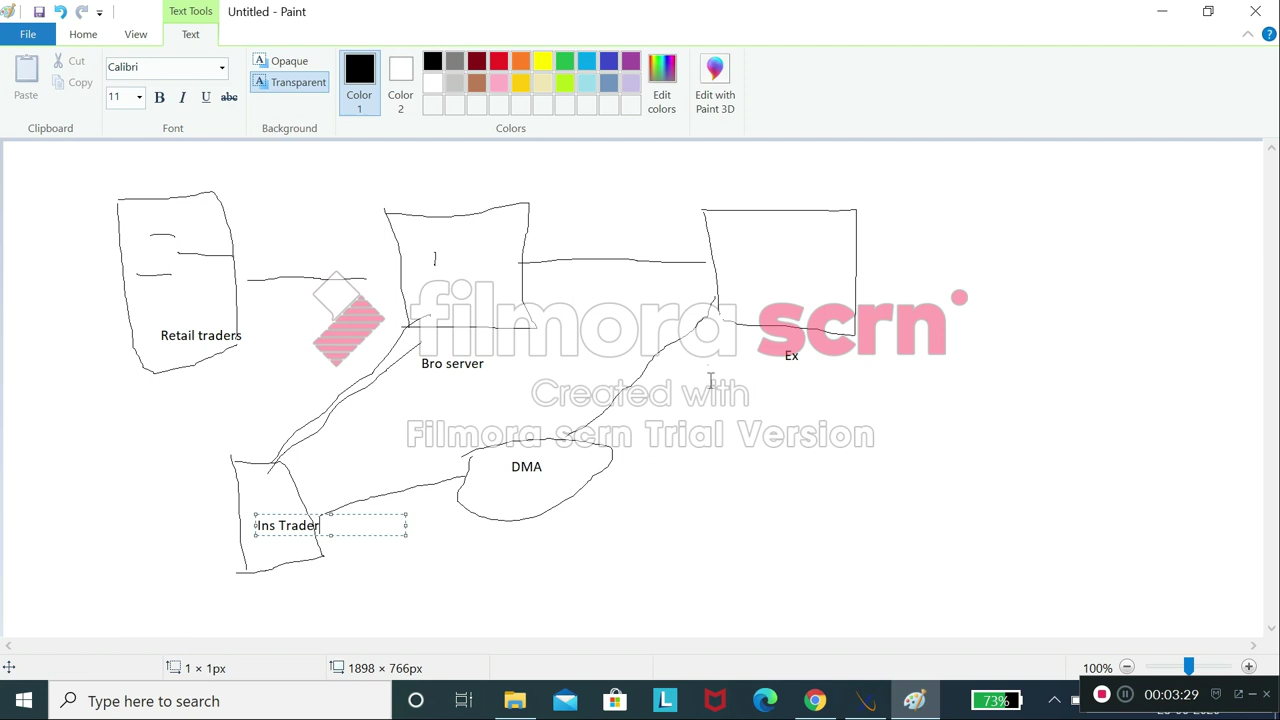 Text Tools
Untitled - Paint
File
Home
View
Text
Paste
Cut
Copy
Clipboard
Calibri
11
B I U abc
Font
Opaque
Transparent
Background
Color 1
Color 2
Edit colors
Colors
Edit with Paint 3D
Retail traders
Bro server
Ex
DMA
Ins Trader
filmora scrn
Created with
Filmora scrn Trial Version
1 × 1px
1898 × 766px
100%
Type here to search
73%
00:03:29